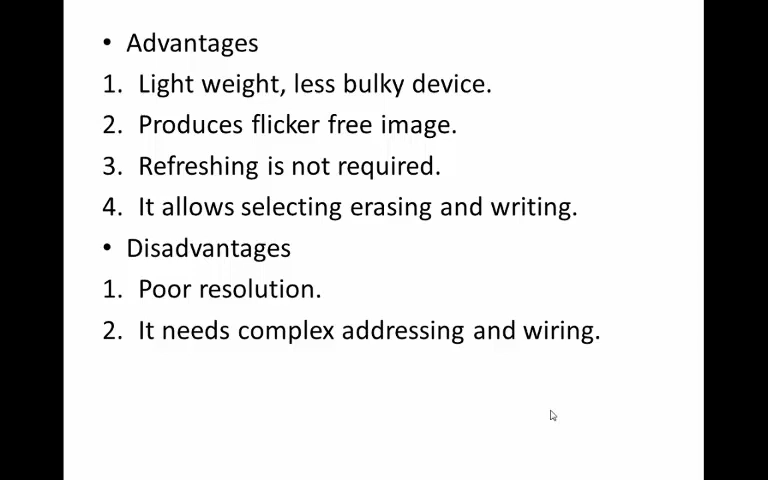 • Advantages
1. Light weight, less bulky device.
2. Produces flicker free image.
3. Refreshing is not required.
4. It allows selecting erasing and writing.
• Disadvantages
1. Poor resolution.
2. It needs complex addressing and wiring.